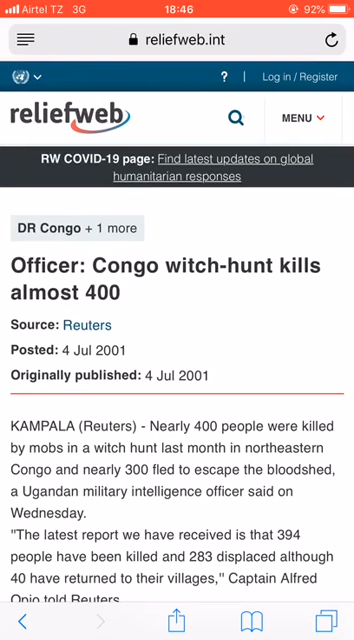 Airtel TZ 3G 18:46 92%
reliefweb.int
? | Log in / Register
reliefweb MENU
RW COVID-19 page: Find latest updates on global
humanitarian responses
DR Congo + 1 more
Officer: Congo witch-hunt kills
almost 400
Source: Reuters
Posted: 4 Jul 2001
Originally published: 4 Jul 2001
KAMPALA (Reuters) - Nearly 400 people were killed
by mobs in a witch hunt last month in northeastern
Congo and nearly 300 fled to escape the bloodshed,
a Ugandan military intelligence officer said on
Wednesday.
"The latest report we have received is that 394
people have been killed and 283 displaced although
40 have returned to their villages," Captain Alfred
Opio told Reuters